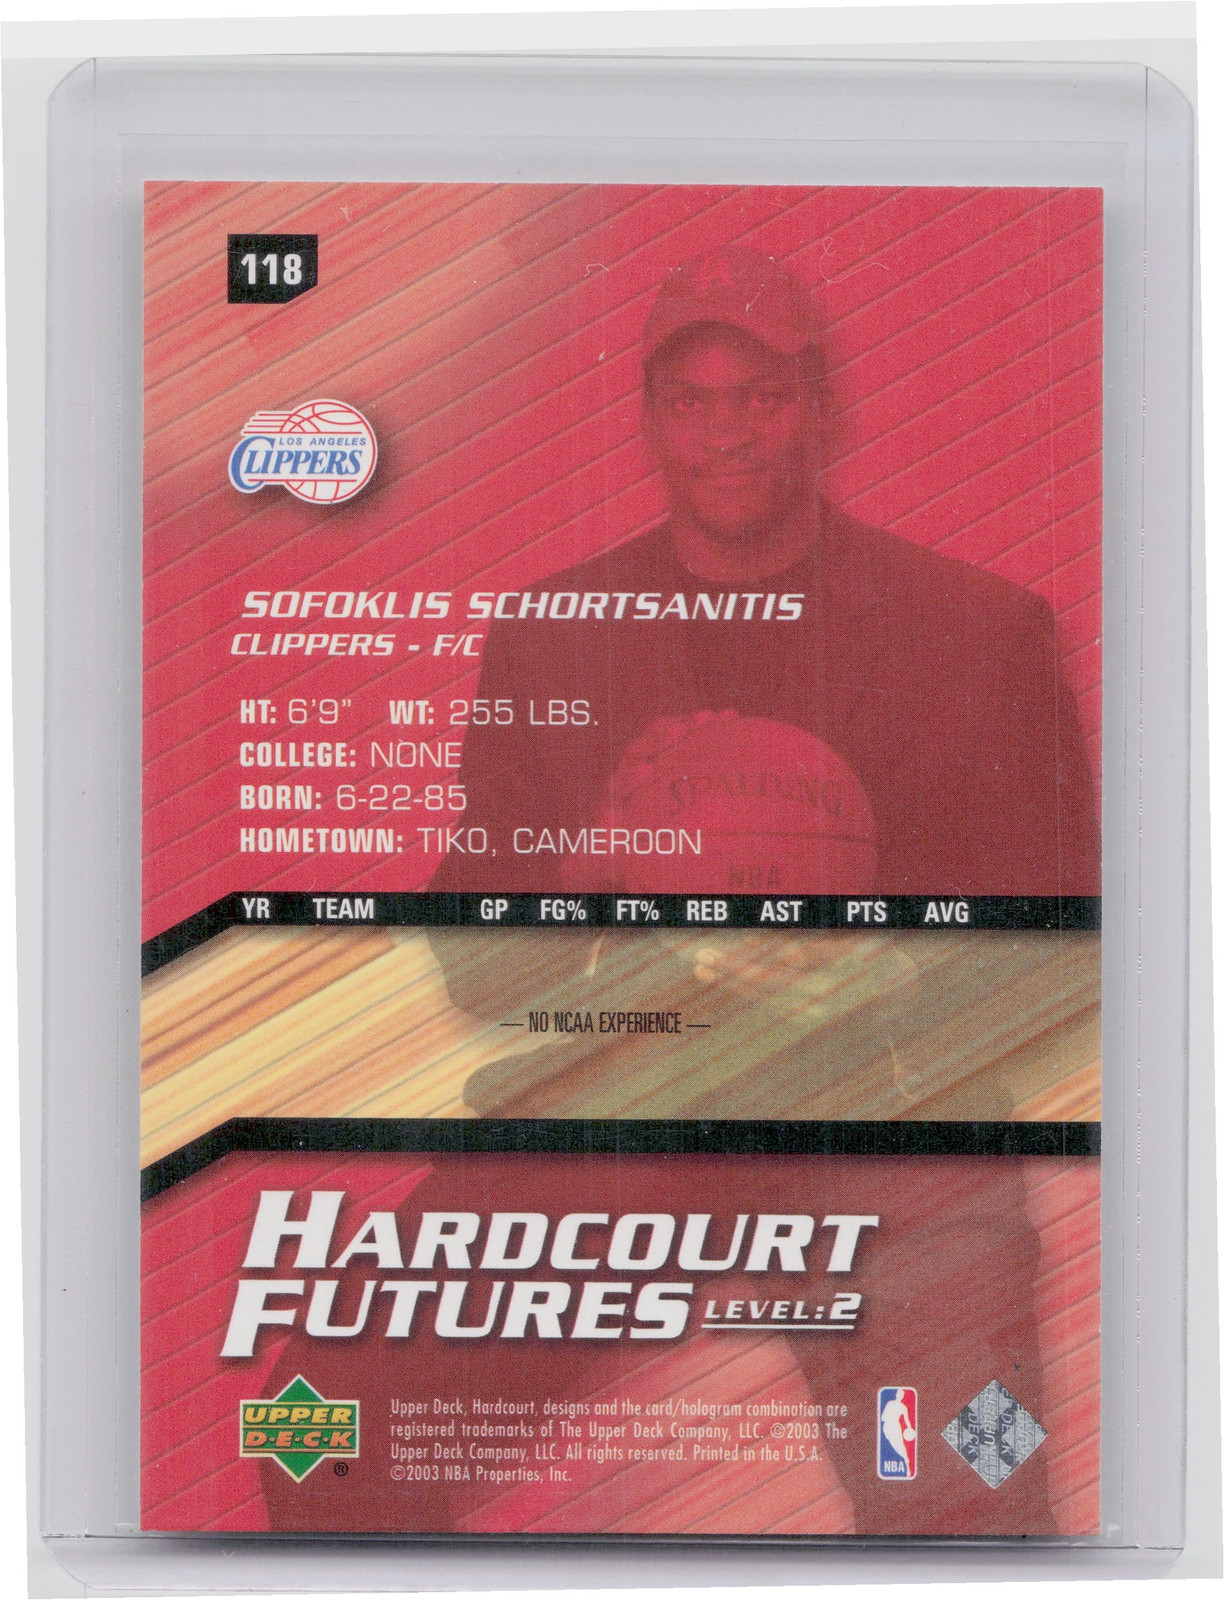 118
LOS ANGELES
CLIPPERS
SOFOKLIS SCHORTSANITIS
CLIPPERS - F/C
HT: 6'9" WT: 255 LBS.
COLLEGE: NONE
BORN: 6-22-85
HOMETOWN: TIKO, CAMEROON
SPALDING
NBA
YR TEAM GP FG% FT% REB AST PTS AVG
— NO NCAA EXPERIENCE —
HARDCOURT
FUTURES LEVEL: 2
UPPER
D·E·C·K
®
Upper Deck, Hardcourt, designs and the card/hologram combination are
registered trademarks of The Upper Deck Company, LLC. ©2003 The
Upper Deck Company, LLC. All rights reserved. Printed in the U.S.A.
©2003 NBA Properties, Inc.
NBA